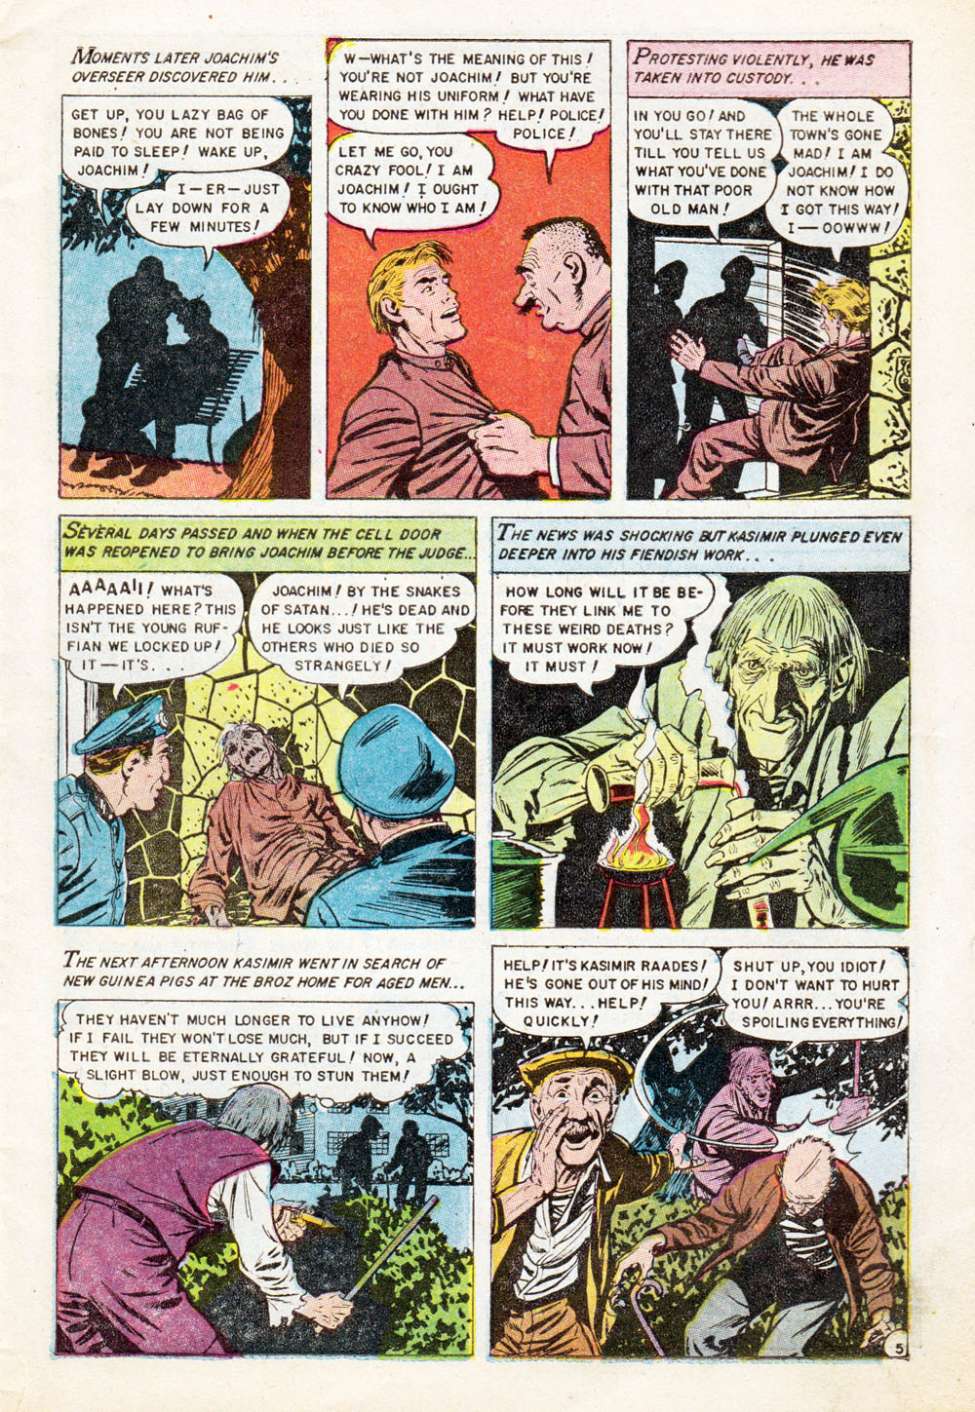 MOMENTS LATER JOACHIM'S
OVERSEER DISCOVERED HIM. . .
GET UP, YOU LAZY BAG OF
BONES! YOU ARE NOT BEING
PAID TO SLEEP! WAKE UP,
JOACHIM!
I-ER-JUST
LAY DOWN FOR A
FEW MINUTES!
W-WHAT'S THE MEANING OF THIS!
YOU'RE NOT JOACHIM! BUT YOU'RE
WEARING HIS UNIFORM! WHAT HAVE
YOU DONE WITH HIM? HELP! POLICE!
POLICE!
LET ME GO, YOU
CRAZY FOOL! I AM
JOACHIM! I OUGHT
TO KNOW WHO I AM!
PROTESTING VIOLENTLY, HE WAS
TAKEN INTO CUSTODY. . .
IN YOU GO! AND
YOU'LL STAY THERE
TILL YOU TELL US
WHAT YOU'VE DONE
WITH THAT POOR
OLD MAN!
THE WHOLE
TOWN'S GONE
MAD! I AM
JOACHIM! I DO
NOT KNOW HOW
I GOT THIS WAY!
I-OOWWW!
SEVERAL DAYS PASSED AND WHEN THE CELL DOOR
WAS REOPENED TO BRING JOACHIM BEFORE THE JUDGE...
AAAAAII! WHAT'S
HAPPENED HERE? THIS
ISN'T THE YOUNG RUF-
FIAN WE LOCKED UP!
IT-IT'S. . .
JOACHIM! BY THE SNAKES
OF SATAN...! HE'S DEAD AND
HE LOOKS JUST LIKE THE
OTHERS WHO DIED SO
STRANGELY!
THE NEWS WAS SHOCKING BUT KASIMIR PLUNGED EVEN
DEEPER INTO HIS FIENDISH WORK. . .
HOW LONG WILL IT BE BE-
FORE THEY LINK ME TO
THESE WEIRD DEATHS?
IT MUST WORK NOW!
IT MUST!
THE NEXT AFTERNOON KASIMIR WENT IN SEARCH OF
NEW GUINEA PIGS AT THE BROZ HOME FOR AGED MEN...
THEY HAVEN'T MUCH LONGER TO LIVE ANYHOW!
IF I FAIL THEY WON'T LOSE MUCH, BUT IF I SUCCEED
THEY WILL BE ETERNALLY GRATEFUL! NOW, A
SLIGHT BLOW, JUST ENOUGH TO STUN THEM!
HELP! IT'S KASIMIR RAADES!
HE'S GONE OUT OF HIS MIND!
THIS WAY...HELP!
QUICKLY!
SHUT UP, YOU IDIOT!
I DON'T WANT TO HURT
YOU! ARRR...YOU'RE
SPOILING EVERYTHING!
5